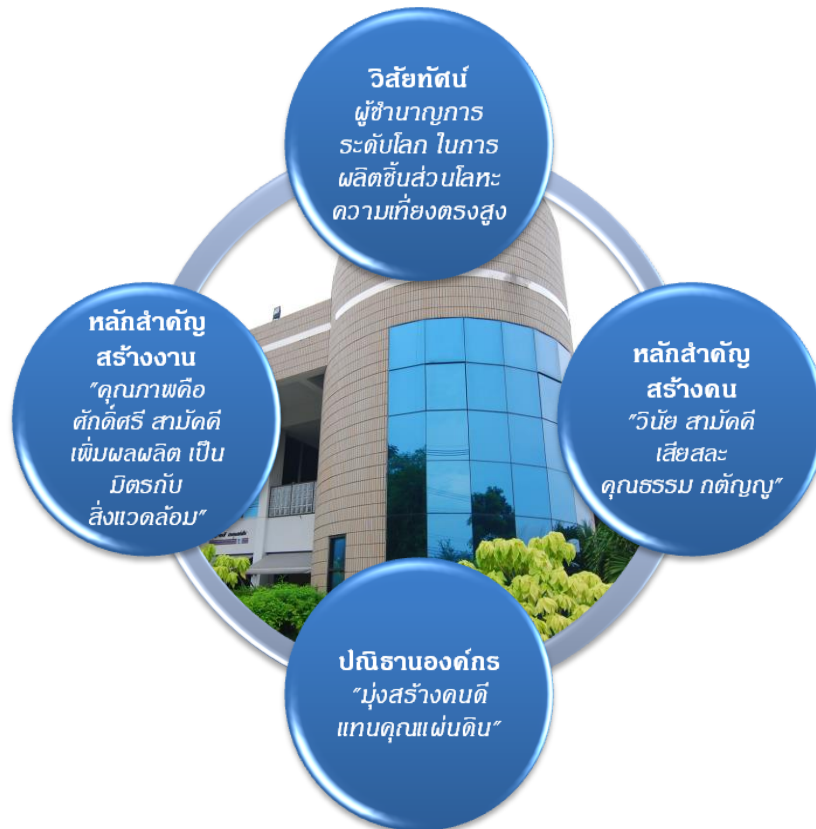 วิสัยทัศน์
ผู้ชำนาญการ
ระดับโลก ในการ
ผลิตชิ้นส่วนโลหะ
ความเที่ยงตรงสูง
หลักสำคัญ
สร้างงาน
"คุณภาพคือ
ศักดิ์ศรี สามัคคี
เพิ่มผลผลิต เป็น
มิตรกับ
สิ่งแวดล้อม"
หลักสำคัญ
สร้างคน
"วินัย สามัคคี
เสียสละ
คุณธรรม กตัญญู"
ปณิธานองค์กร
"มุ่งสร้างคนดี
แทนคุณแผ่นดิน"